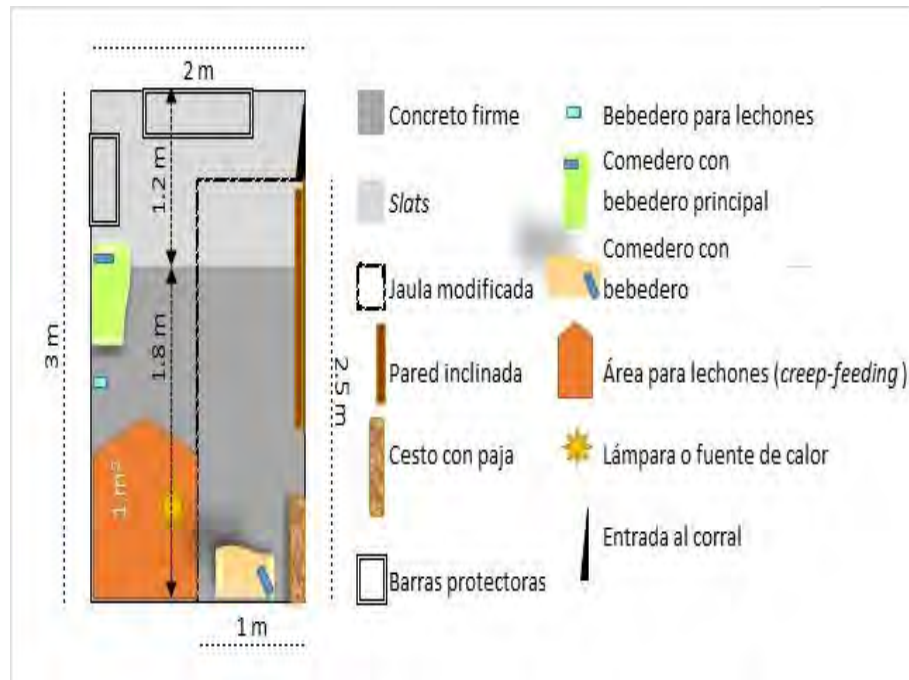 2 m
1.2 m
3 m
1.8 m
2.5 m
1 m²
1 m
Concreto firme
Slats
Jaula modificada
Pared inclinada
Cesto con paja
Barras protectoras
Bebedero para lechones
Comedero con
bebedero principal
Comedero con
bebedero
Área para lechones (creep-feeding)
Lámpara o fuente de calor
Entrada al corral